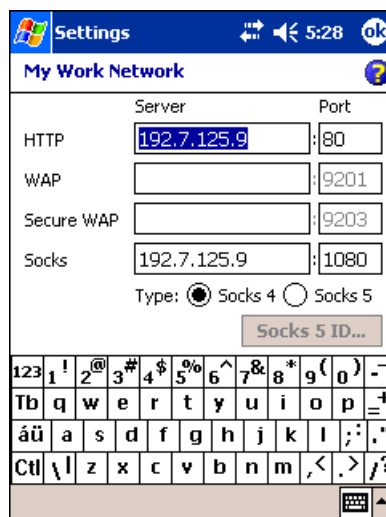 Settings 5:28 ok
My Work Network ?
Server Port
HTTP 192.7.125.9 : 80
WAP : 9201
Secure WAP : 9203
Socks 192.7.125.9 : 1080
Type: Socks 4 Socks 5
Socks 5 ID...
123 1 ! 2 @ 3 # 4 $ 5 % 6 ^ 7 & 8 * 9 ( 0 ) - _
Tb q w e r t y u i o p = +
áü a s d f g h j k l ; : ' "
Ctl \ | z x c v b n m , < . > / ?